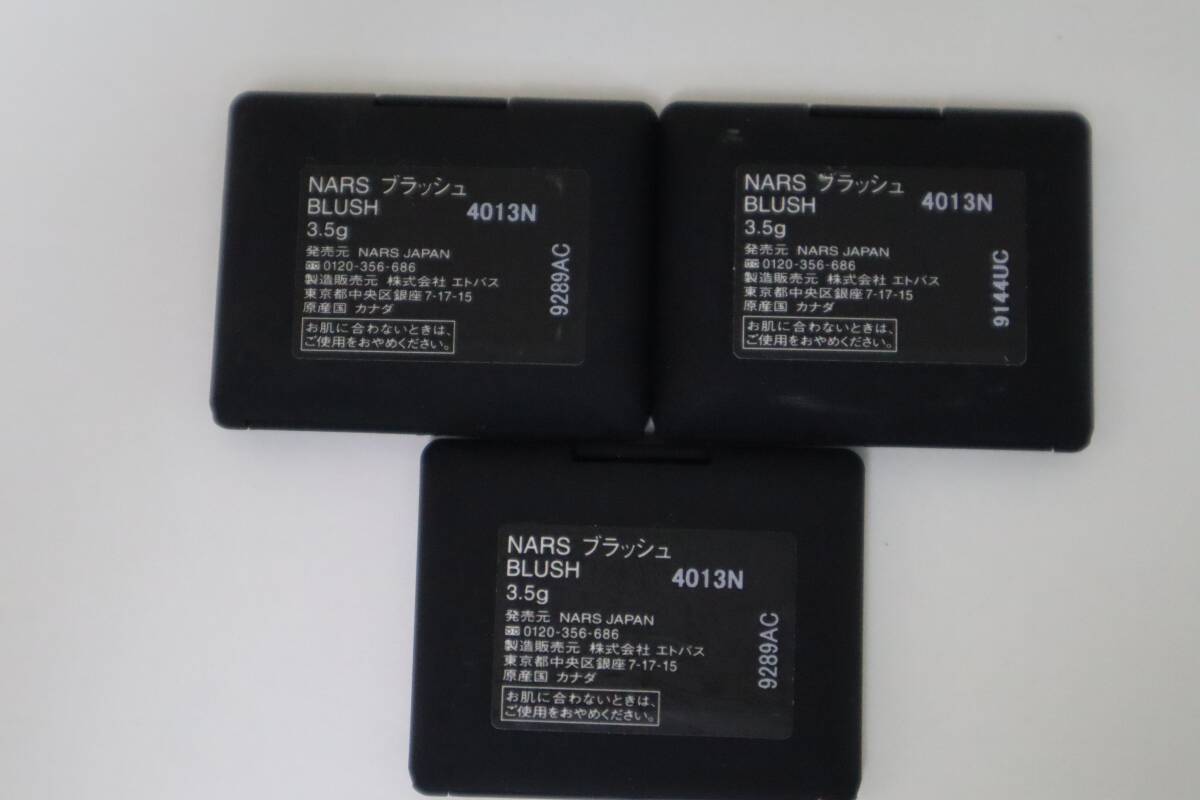 NARS ブラッシュ
BLUSH 4013N
3.5g
発売元 NARS JAPAN
0120-356-686
製造販売元 株式会社 エトバス
東京都中央区銀座7-17-15
原産国 カナダ
お肌に合わないときは、
ご使用をおやめください。
9289AC
NARS ブラッシュ
BLUSH 4013N
3.5g
発売元 NARS JAPAN
0120-356-686
製造販売元 株式会社 エトバス
東京都中央区銀座7-17-15
原産国 カナダ
お肌に合わないときは、
ご使用をおやめください。
9144UC
NARS ブラッシュ
BLUSH 4013N
3.5g
発売元 NARS JAPAN
0120-356-686
製造販売元 株式会社 エトバス
東京都中央区銀座7-17-15
原産国 カナダ
お肌に合わないときは、
ご使用をおやめください。
9289AC